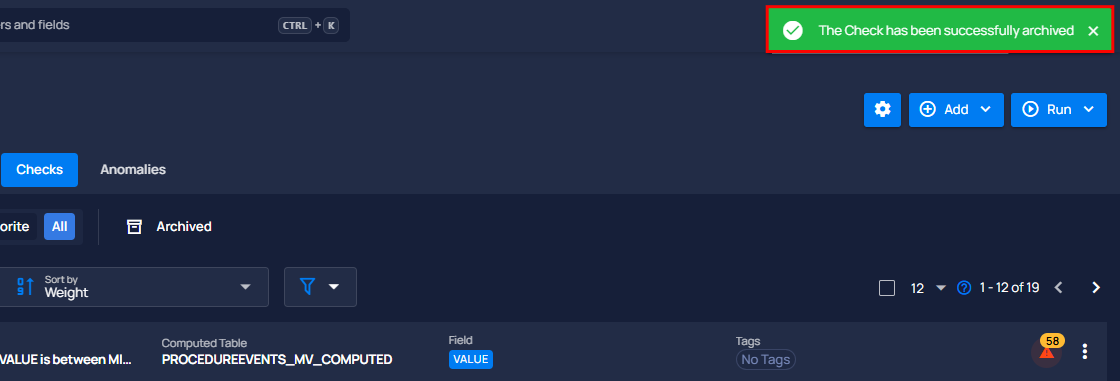 ers and fields
CTRL + K
The Check has been successfully archived
Add
Run
Checks
Anomalies
orite
All
Archived
Sort by
Weight
12
1 - 12 of 19
VALUE is between MI...
Computed Table
PROCEDUREEVENTS_MV_COMPUTED
Field
VALUE
Tags
No Tags
58